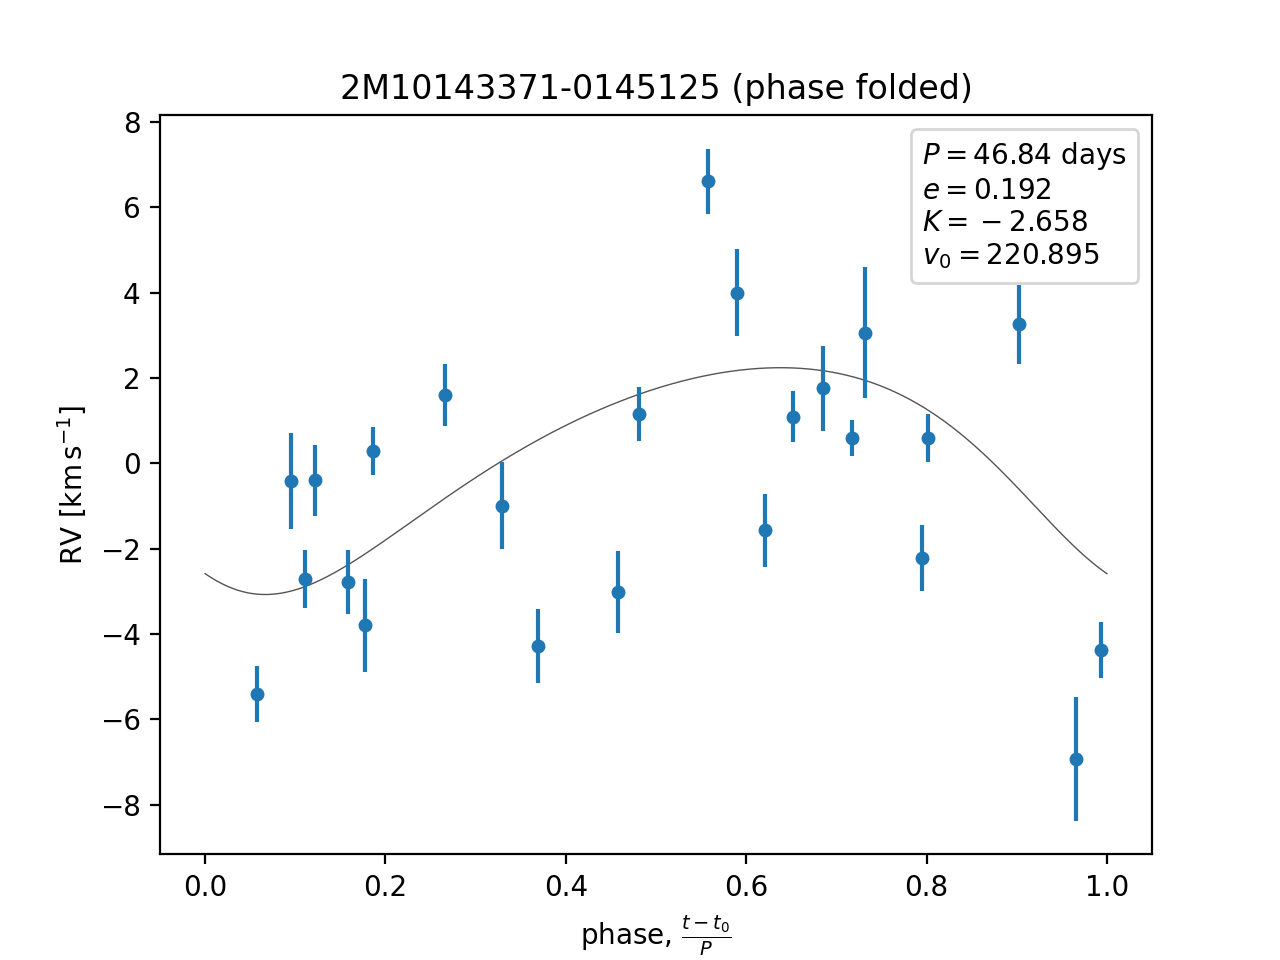 2M10143371-0145125 (phase folded)
P = 46.84 days
e = 0.192
K = −2.658
v₀ = 220.895
RV [km s⁻¹]
8
6
4
2
0
−2
−4
−6
−8
0.0 0.2 0.4 0.6 0.8 1.0
phase, (t − t₀)/P